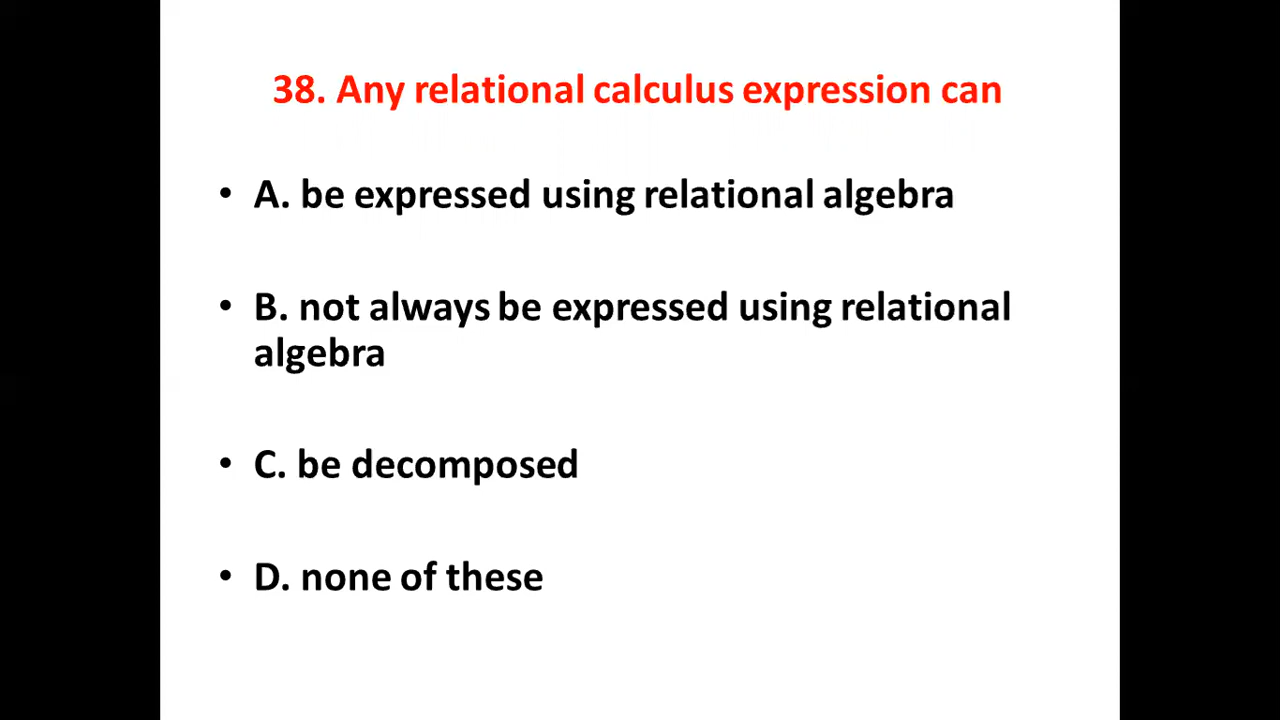 38. Any relational calculus expression can
• A. be expressed using relational algebra
• B. not always be expressed using relational
algebra
• C. be decomposed
• D. none of these